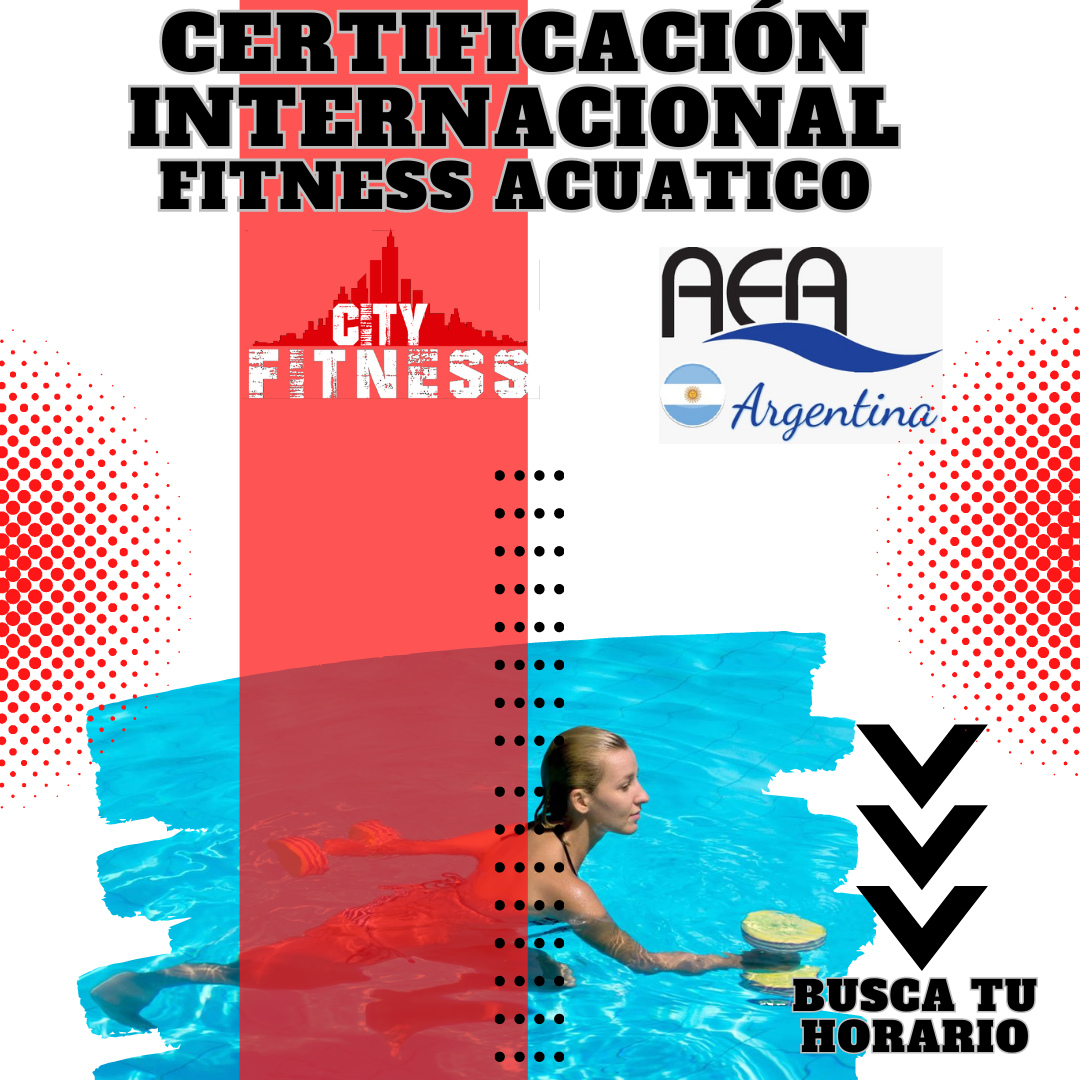 CERTIFICACIÓN
INTERNACIONAL
FITNESS ACUATICO
CITY
FITNESS
AEA
Argentina
BUSCA TU
HORARIO